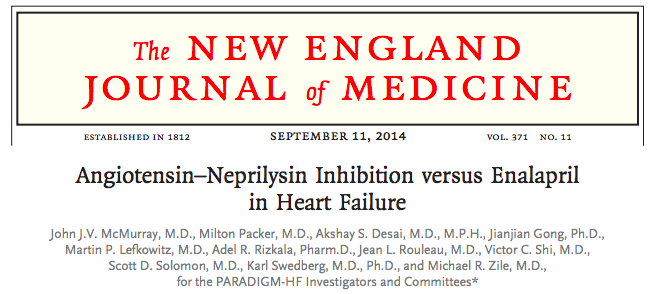 The NEW ENGLAND
JOURNAL of MEDICINE
ESTABLISHED IN 1812
SEPTEMBER 11, 2014
VOL. 371 NO. 11
Angiotensin–Neprilysin Inhibition versus Enalapril
in Heart Failure
John J.V. McMurray, M.D., Milton Packer, M.D., Akshay S. Desai, M.D., M.P.H., Jianjian Gong, Ph.D.,
Martin P. Lefkowitz, M.D., Adel R. Rizkala, Pharm.D., Jean L. Rouleau, M.D., Victor C. Shi, M.D.,
Scott D. Solomon, M.D., Karl Swedberg, M.D., Ph.D., and Michael R. Zile, M.D.,
for the PARADIGM-HF Investigators and Committees*